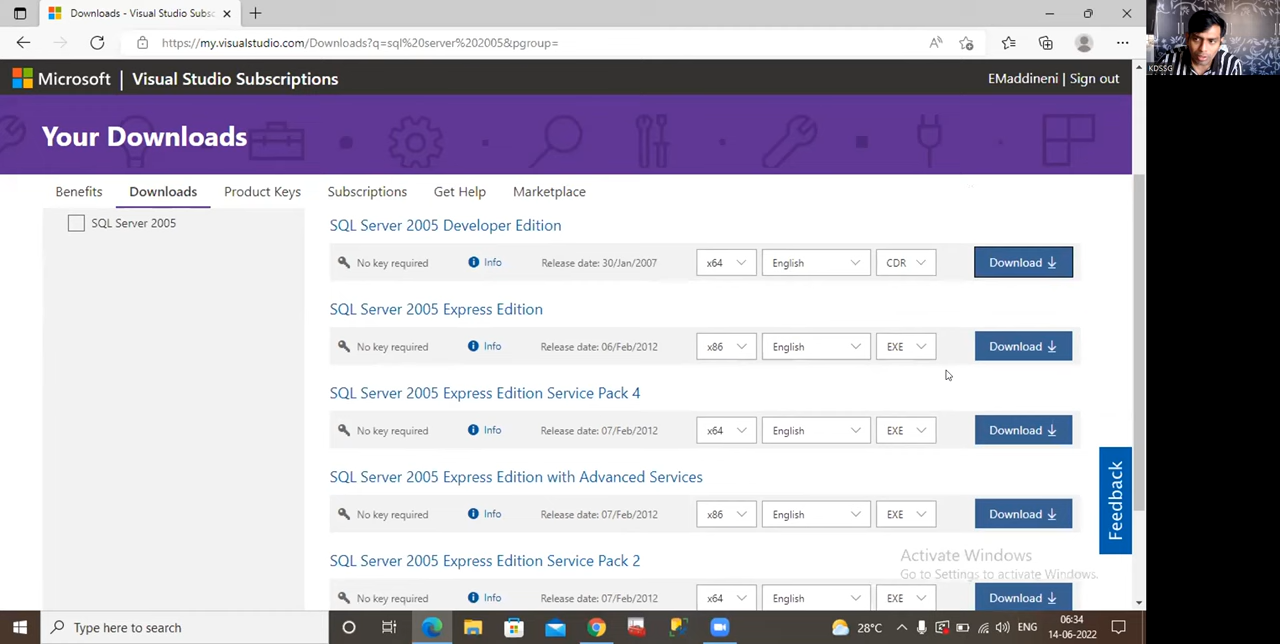 Downloads - Visual Studio Subsc
https://my.visualstudio.com/Downloads?q=sql%20server%202005&pgroup=
KDSSG
Microsoft | Visual Studio Subscriptions
EMaddineni | Sign out
Your Downloads
Benefits Downloads Product Keys Subscriptions Get Help Marketplace
SQL Server 2005
SQL Server 2005 Developer Edition
No key required Info Release date: 30/Jan/2007 x64 English CDR Download
SQL Server 2005 Express Edition
No key required Info Release date: 06/Feb/2012 x86 English EXE Download
SQL Server 2005 Express Edition Service Pack 4
No key required Info Release date: 07/Feb/2012 x64 English EXE Download
SQL Server 2005 Express Edition with Advanced Services
No key required Info Release date: 07/Feb/2012 x86 English EXE Download
SQL Server 2005 Express Edition Service Pack 2
No key required Info Release date: 07/Feb/2012 x64 English EXE Download
Feedback
Activate Windows
Go to Settings to activate Windows.
Type here to search
28°C
ENG
06:34
14-06-2022